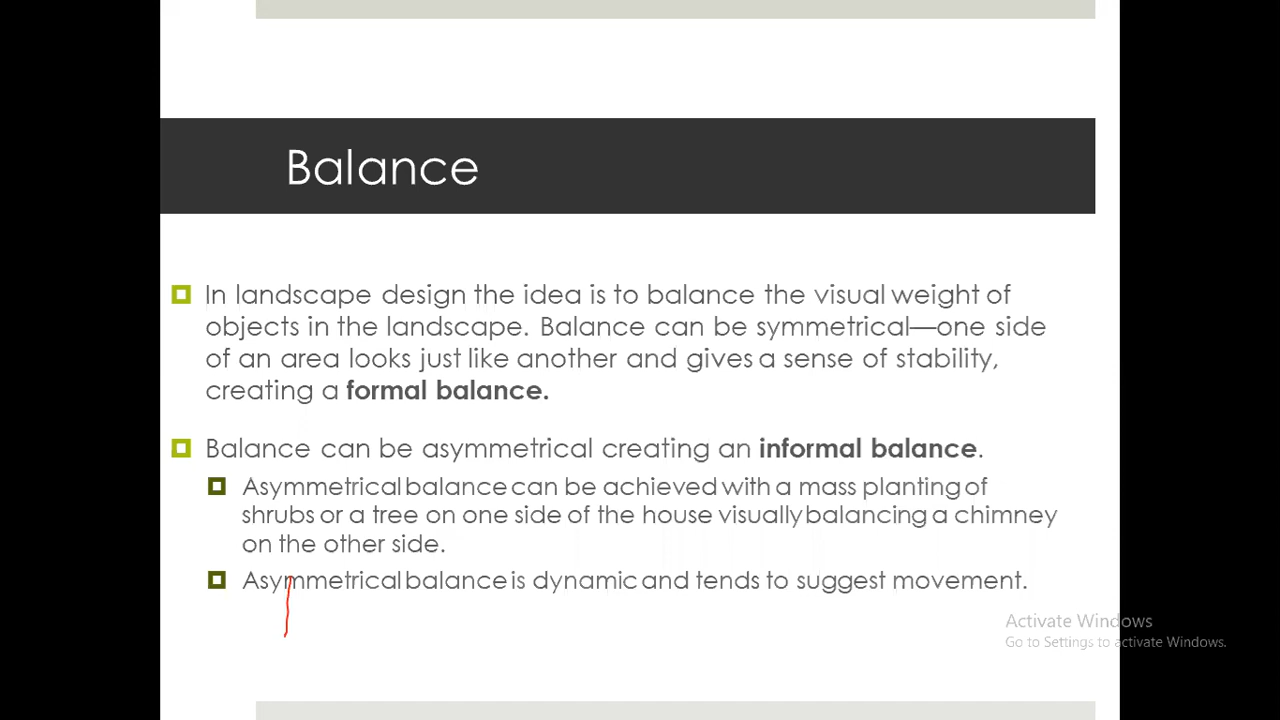 Balance
In landscape design the idea is to balance the visual weight of
objects in the landscape. Balance can be symmetrical—one side
of an area looks just like another and gives a sense of stability,
creating a formal balance.
Balance can be asymmetrical creating an informal balance.
Asymmetrical balance can be achieved with a mass planting of
shrubs or a tree on one side of the house visually balancing a chimney
on the other side.
Asymmetrical balance is dynamic and tends to suggest movement.
Activate Windows
Go to Settings to activate Windows.